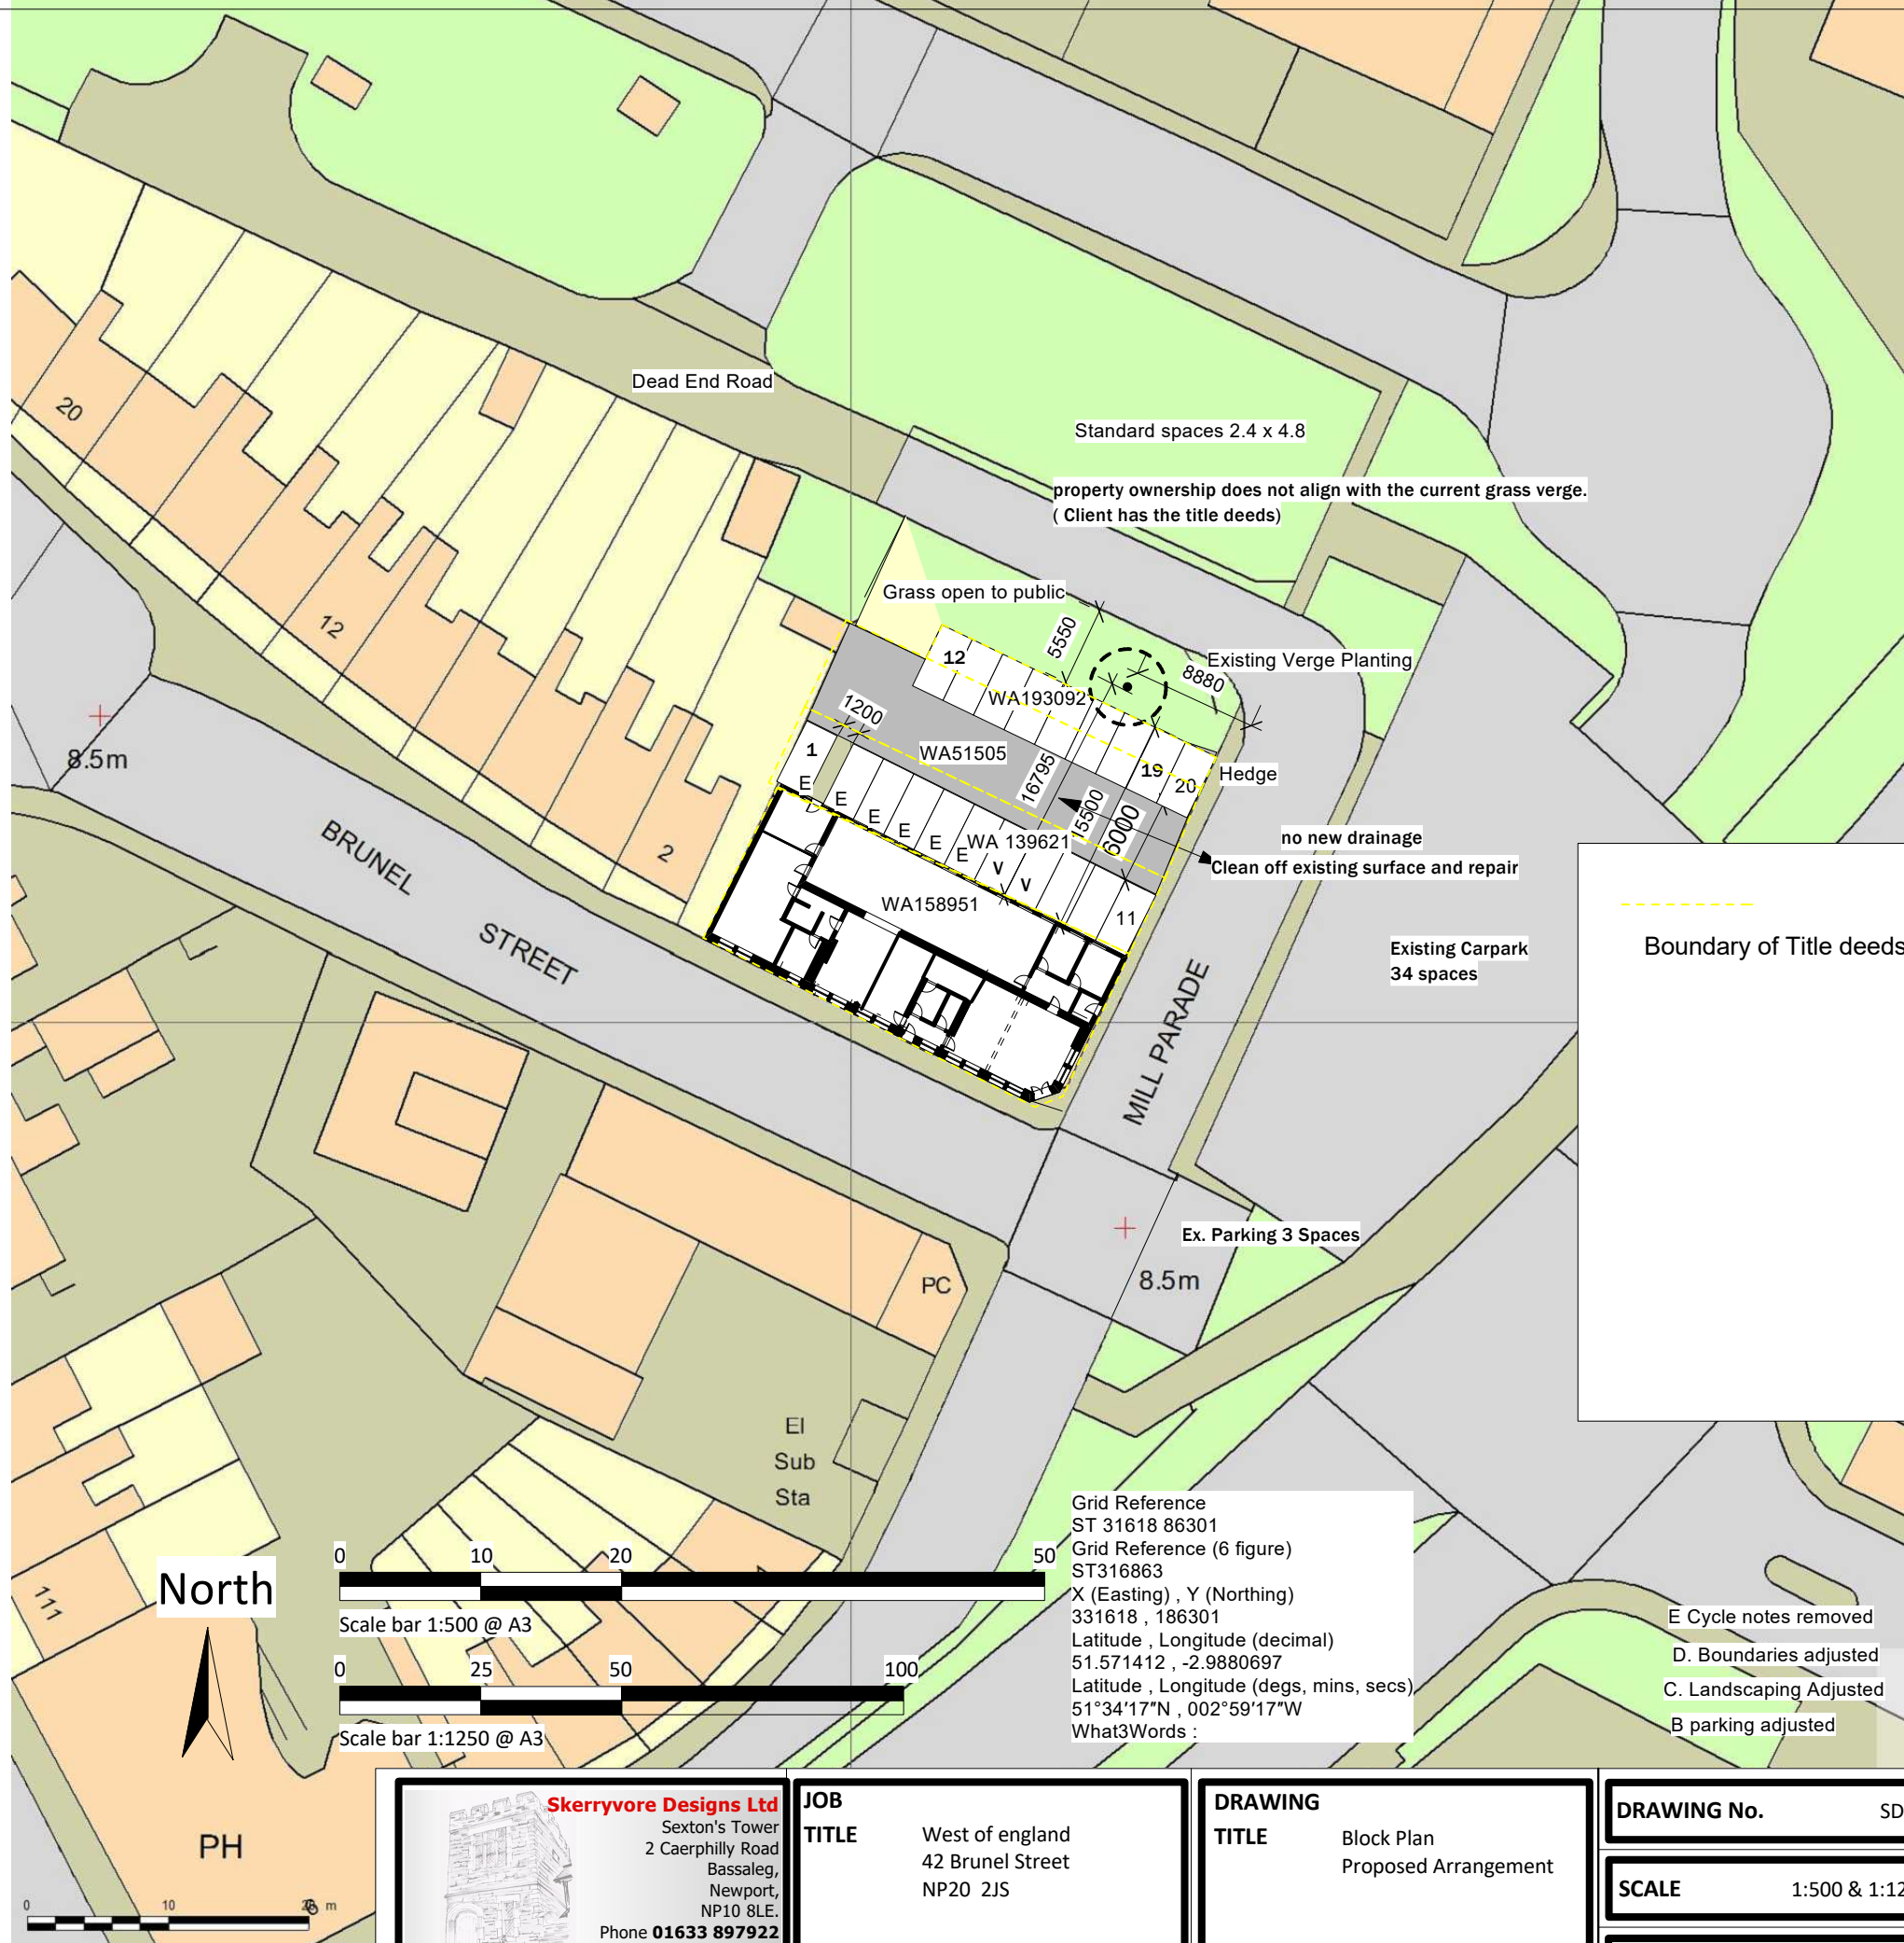 Dead End Road
Standard spaces 2.4 x 4.8
property ownership does not align with the current grass verge.
( Client has the title deeds)
Grass open to public
5550
Existing Verge Planting
8880
20
12
12
WA193092
1200
WA51505
1
16795
15500
6000
19
20
Hedge
8.5m
E
E
E
E
E
E
V
V
WA 139621
11
no new drainage
Clean off existing surface and repair
2
WA158951
BRUNEL
STREET
MILL PARADE
Existing Carpark
34 spaces
Boundary of Title deeds
Ex. Parking 3 Spaces
8.5m
PC
El
Sub
Sta
111
North
0 10 20 50
Scale bar 1:500 @ A3
0 25 50 100
Scale bar 1:1250 @ A3
Grid Reference
ST 31618 86301
Grid Reference (6 figure)
ST316863
X (Easting) , Y (Northing)
331618 , 186301
Latitude , Longitude (decimal)
51.571412 , -2.9880697
Latitude , Longitude (degs, mins, secs)
51°34′17″N , 002°59′17″W
What3Words :
E Cycle notes removed
D. Boundaries adjusted
C. Landscaping Adjusted
B parking adjusted
PH
0 10 m
Skerryvore Designs Ltd
Sexton's Tower
2 Caerphilly Road
Bassaleg,
Newport,
NP10 8LE.
Phone 01633 897922
JOB
TITLE
West of england
42 Brunel Street
NP20 2JS
DRAWING
TITLE
Block Plan
Proposed Arrangement
DRAWING No. SD
SCALE 1:500 & 1:12